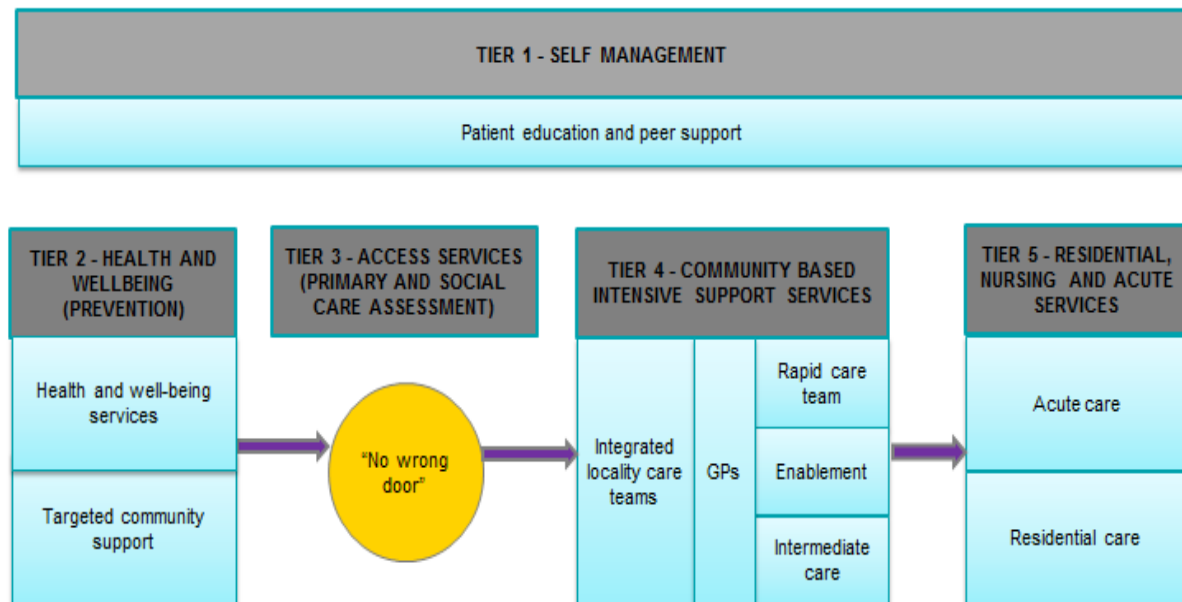 TIER 1 - SELF MANAGEMENT
Patient education and peer support
TIER 2 - HEALTH AND
WELLBEING
(PREVENTION)
Health and well-being
services
Targeted community
support
TIER 3 - ACCESS SERVICES
(PRIMARY AND SOCIAL
CARE ASSESSMENT)
“No wrong
door”
TIER 4 - COMMUNITY BASED
INTENSIVE SUPPORT SERVICES
Integrated
locality care
teams
GPs
Rapid care
team
Enablement
Intermediate
care
TIER 5 - RESIDENTIAL,
NURSING AND ACUTE
SERVICES
Acute care
Residential care